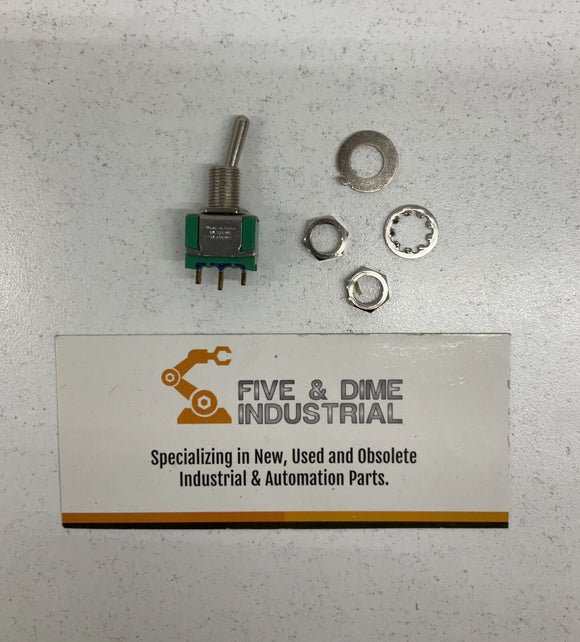 FIVE & DIME
INDUSTRIAL
Specializing in New, Used and Obsolete
Industrial & Automation Parts.